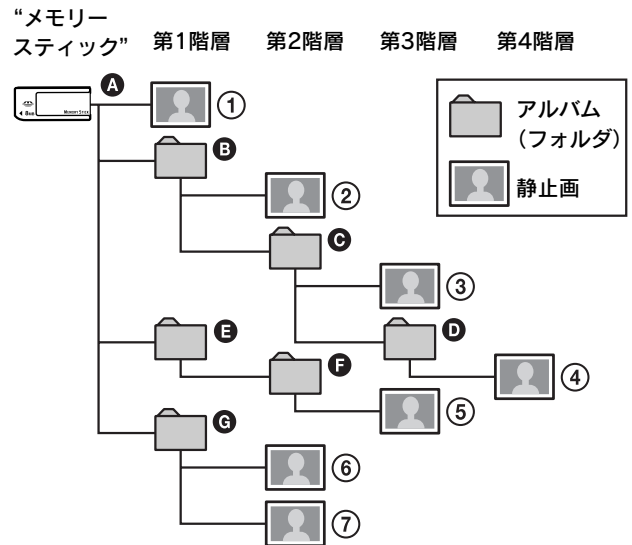 “メモリー
スティック”
第1階層
第2階層
第3階層
第4階層
A
①
アルバム
（フォルダ）
静止画
MEMORY STICK
B
②
C
③
E
D
F
④
⑤
G
⑥
⑦